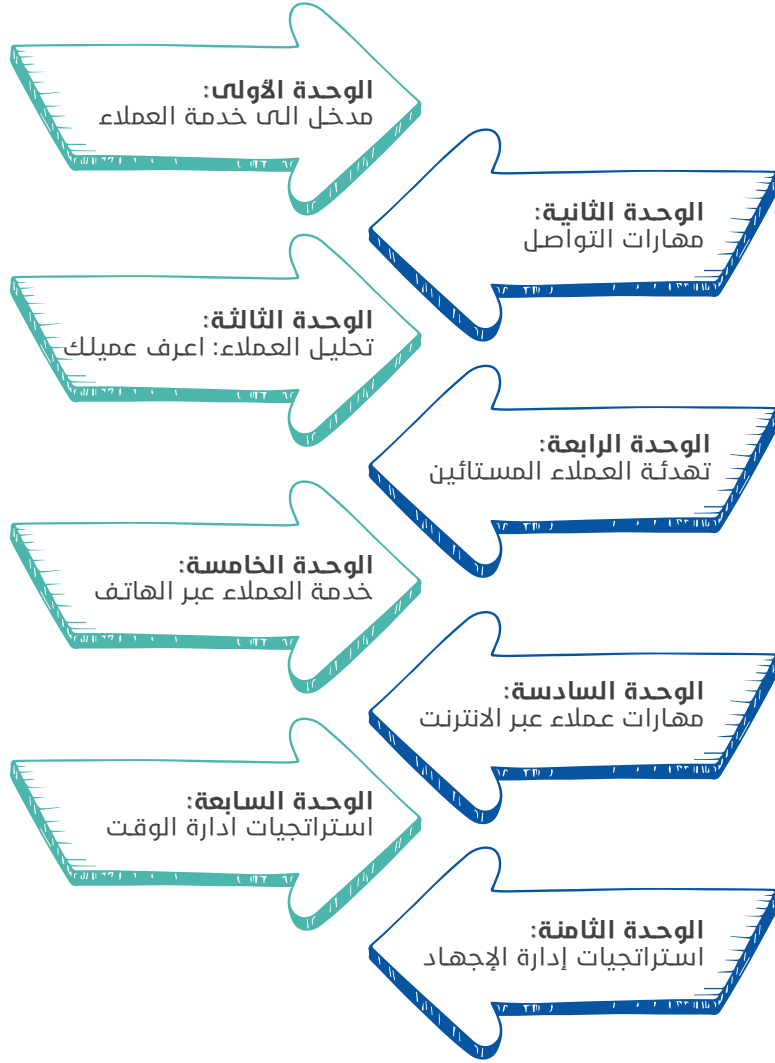 الوحدة الأولى:
مدخل الى خدمة العملاء
الوحدة الثانية:
مهارات التواصل
الوحدة الثالثة:
تحليل العملاء: اعرف عميلك
الوحدة الرابعة:
تهدئة العملاء المستائين
الوحدة الخامسة:
خدمة العملاء عبر الهاتف
الوحدة السادسة:
مهارات عملاء عبر الانترنت
الوحدة السابعة:
استراتجيات ادارة الوقت
الوحدة الثامنة:
استراتجيات إدارة الإجهاد